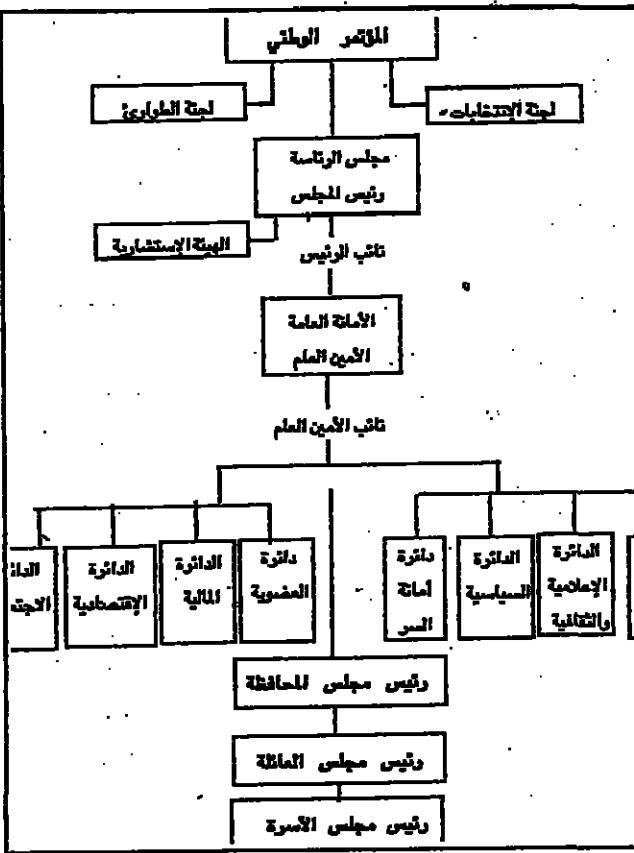 المؤتمر الوطني
لجنة الإنتخابات
لجنة الطوارئ
مجلس الرئاسة
رئيس المجلس
الهيئة الإستشارية
نائب الرئيس
الأمانة العامة
الأمين العام
نائب الأمين العام
الدائرة
الإعلامية
والثقافية
الدائرة
السياسية
دائرة
أمانة
السر
دائرة
العضوية
الدائرة
المالية
الدائرة
الإقتصادية
رئيس مجلس المحافظة
رئيس مجلس العائلة
رئيس مجلس الأسرة